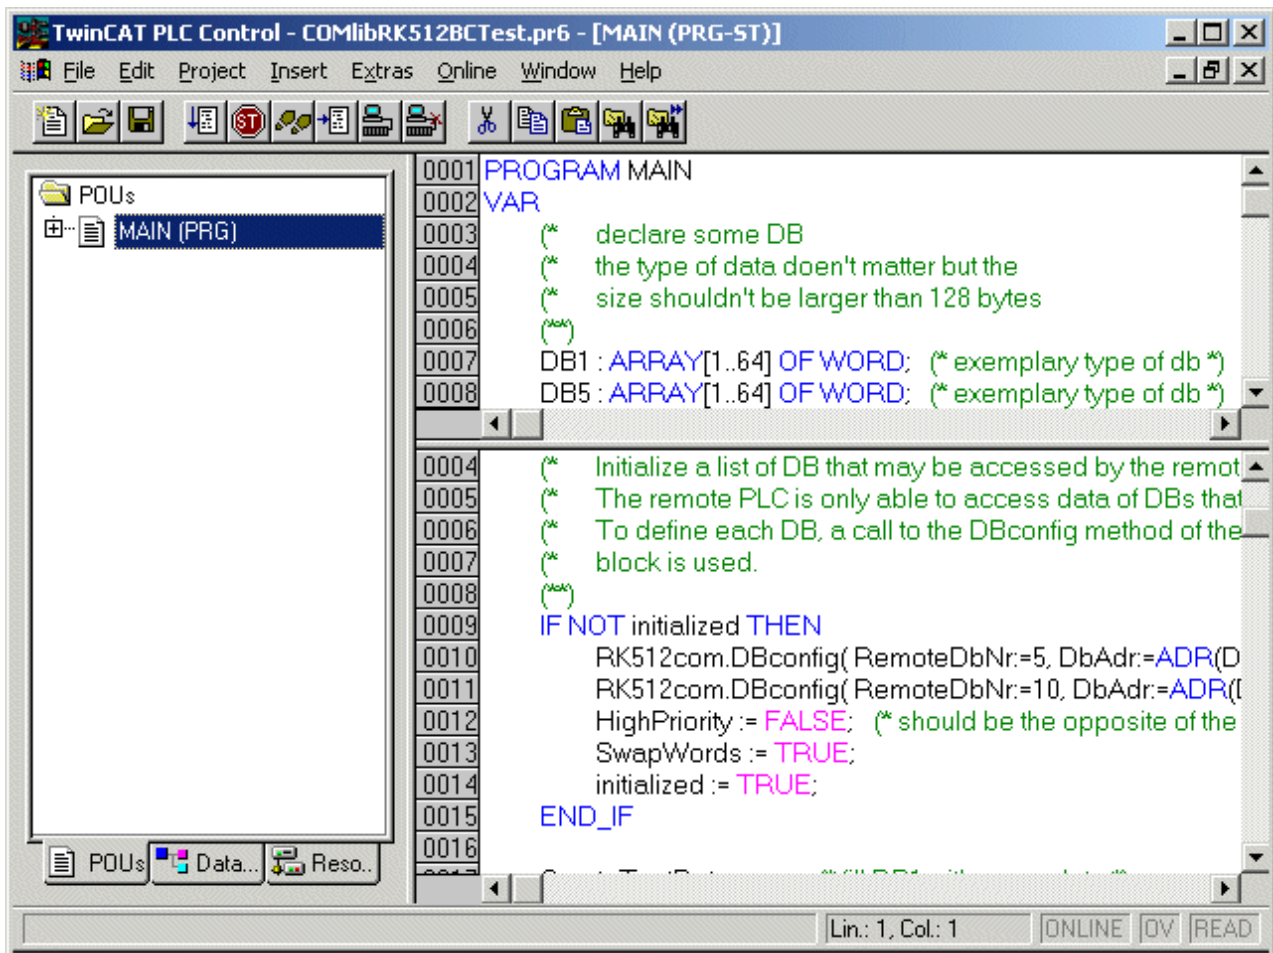 TwinCAT PLC Control - COMlibRK512BCTest.pr6 - [MAIN (PRG-ST)]
File Edit Project Insert Extras Online Window Help
POUs
MAIN (PRG)
POUs Data... Reso..
0001 PROGRAM MAIN
0002 VAR
0003 (* declare some DB
0004 (* the type of data doen't matter but the
0005 (* size shouldn't be larger than 128 bytes
0006 (**)
0007 DB1 : ARRAY[1..64] OF WORD; (* exemplary type of db *)
0008 DB5 : ARRAY[1..64] OF WORD; (* exemplary type of db *)
0004 (* Initialize a list of DB that may be accessed by the remot
0005 (* The remote PLC is only able to access data of DBs that
0006 (* To define each DB, a call to the DBconfig method of the
0007 (* block is used.
0008 (**)
0009 IF NOT initialized THEN
0010 RK512com.DBconfig( RemoteDbNr:=5, DbAdr:=ADR(D
0011 RK512com.DBconfig( RemoteDbNr:=10, DbAdr:=ADR(
0012 HighPriority := FALSE; (* should be the opposite of the
0013 SwapWords := TRUE;
0014 initialized := TRUE;
0015 END_IF
0016
Lin.: 1, Col.: 1 ONLINE OV READ